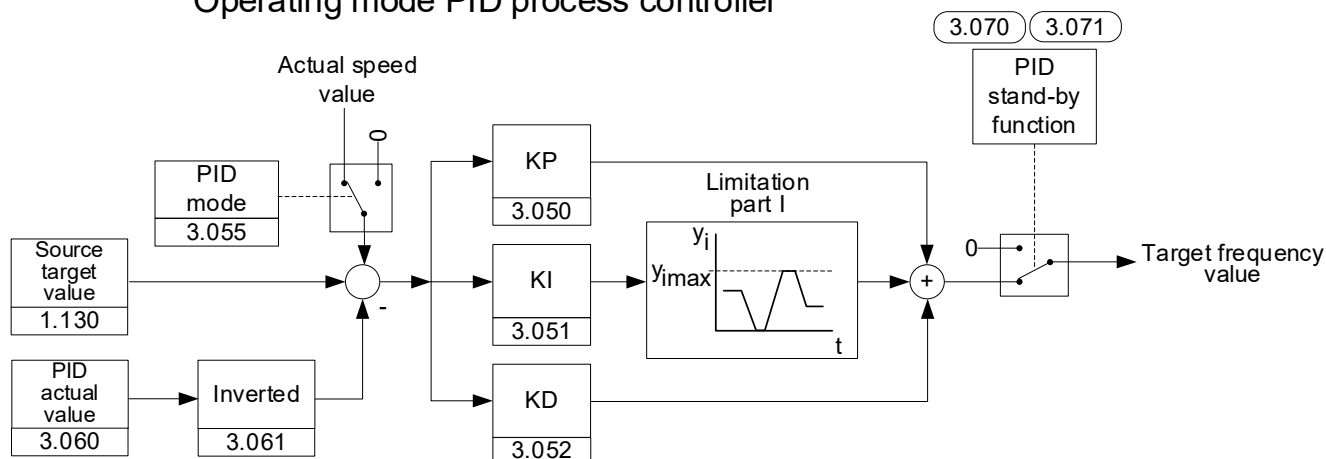 Operating mode PID process controller
3.070
3.071
Actual speed
value
0
PID
stand-by
function
PID
mode
3.055
KP
3.050
Limitation
part I
Source
target
value
1.130
-
KI
3.051
yi
yimax
t
+
0
Target frequency
value
PID
actual
value
3.060
Inverted
3.061
KD
3.052